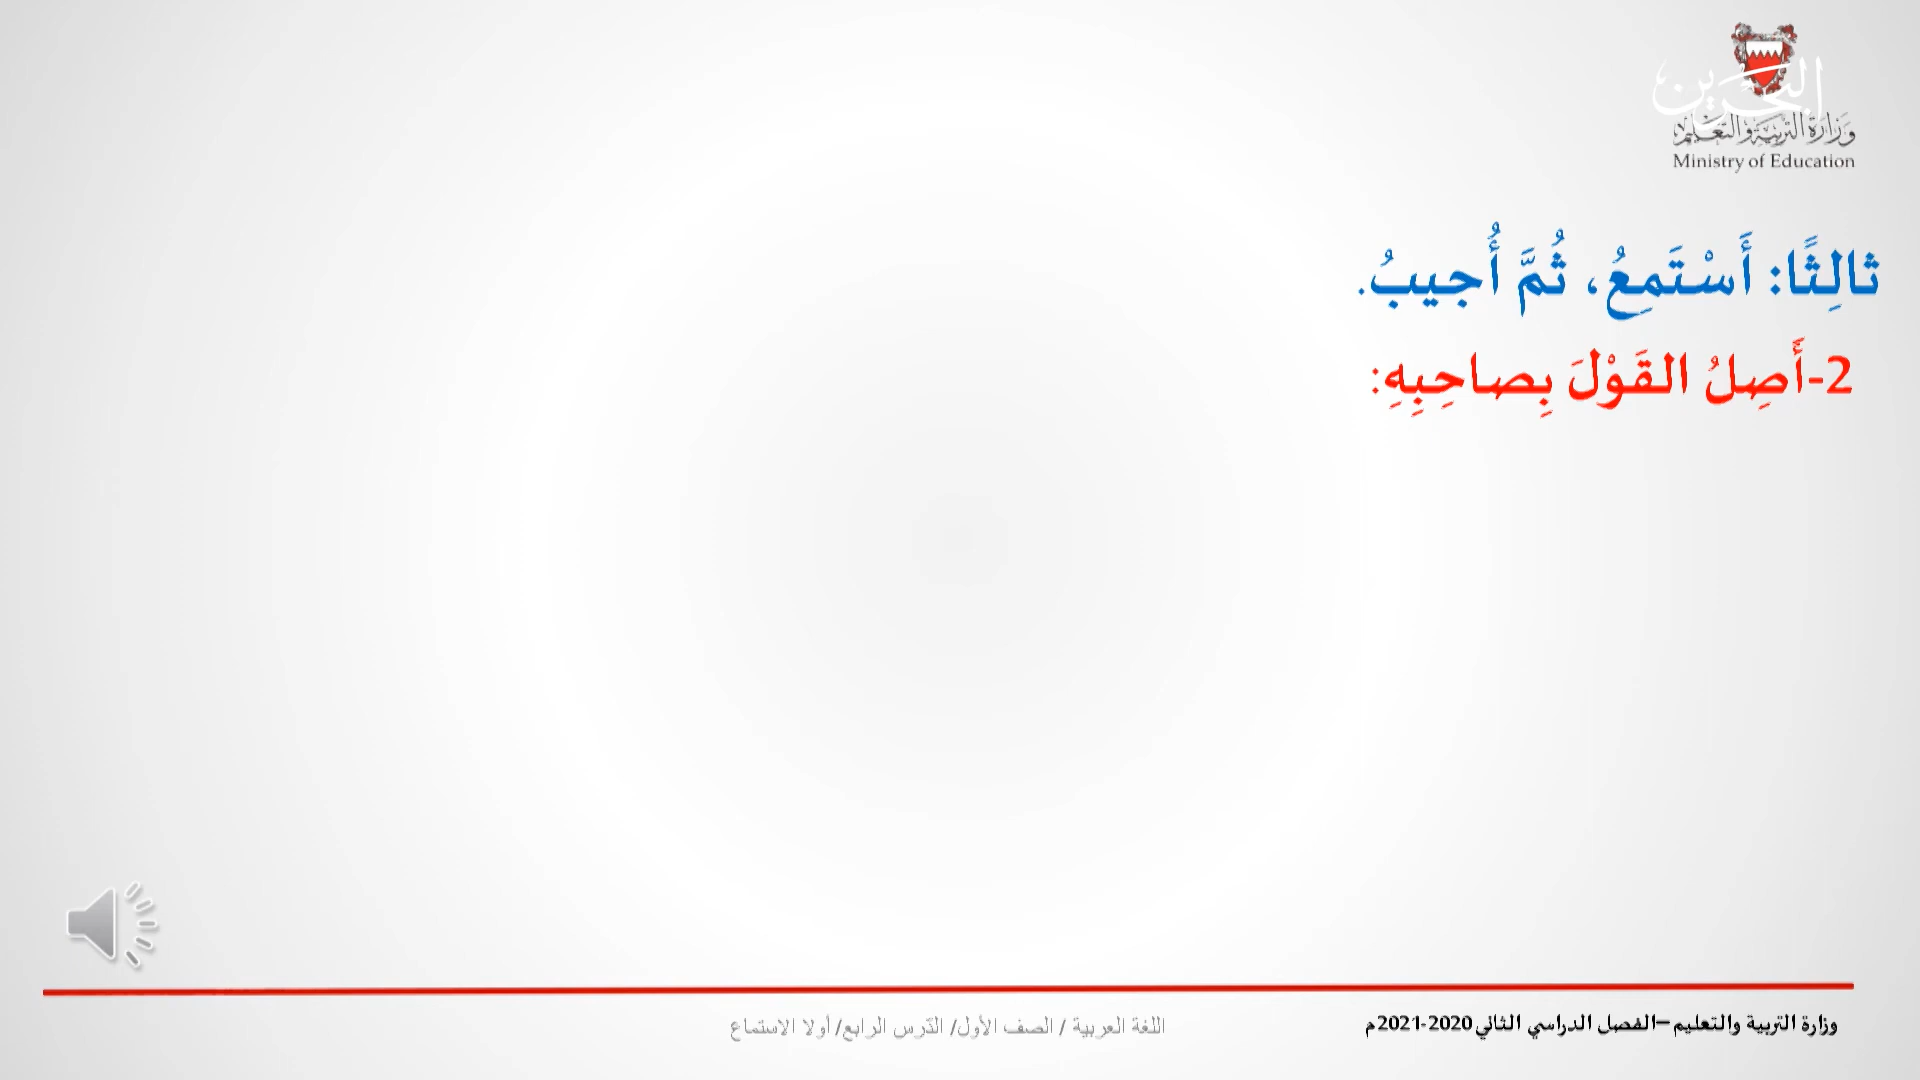 البحرين
وزارة التربية والتعليم
Ministry of Education
ثالِثًا: أَسْتَمِعُ، ثُمَّ أُجيبُ.
2-أَصِلُ القَوْلَ بِصاحِبِهِ:
وزارة التربية والتعليم –الفصل الدراسي الثاني 2020-2021م
اللغة العربية / الصف الأول/ الدّرس الرابع/ أولا الاستماع